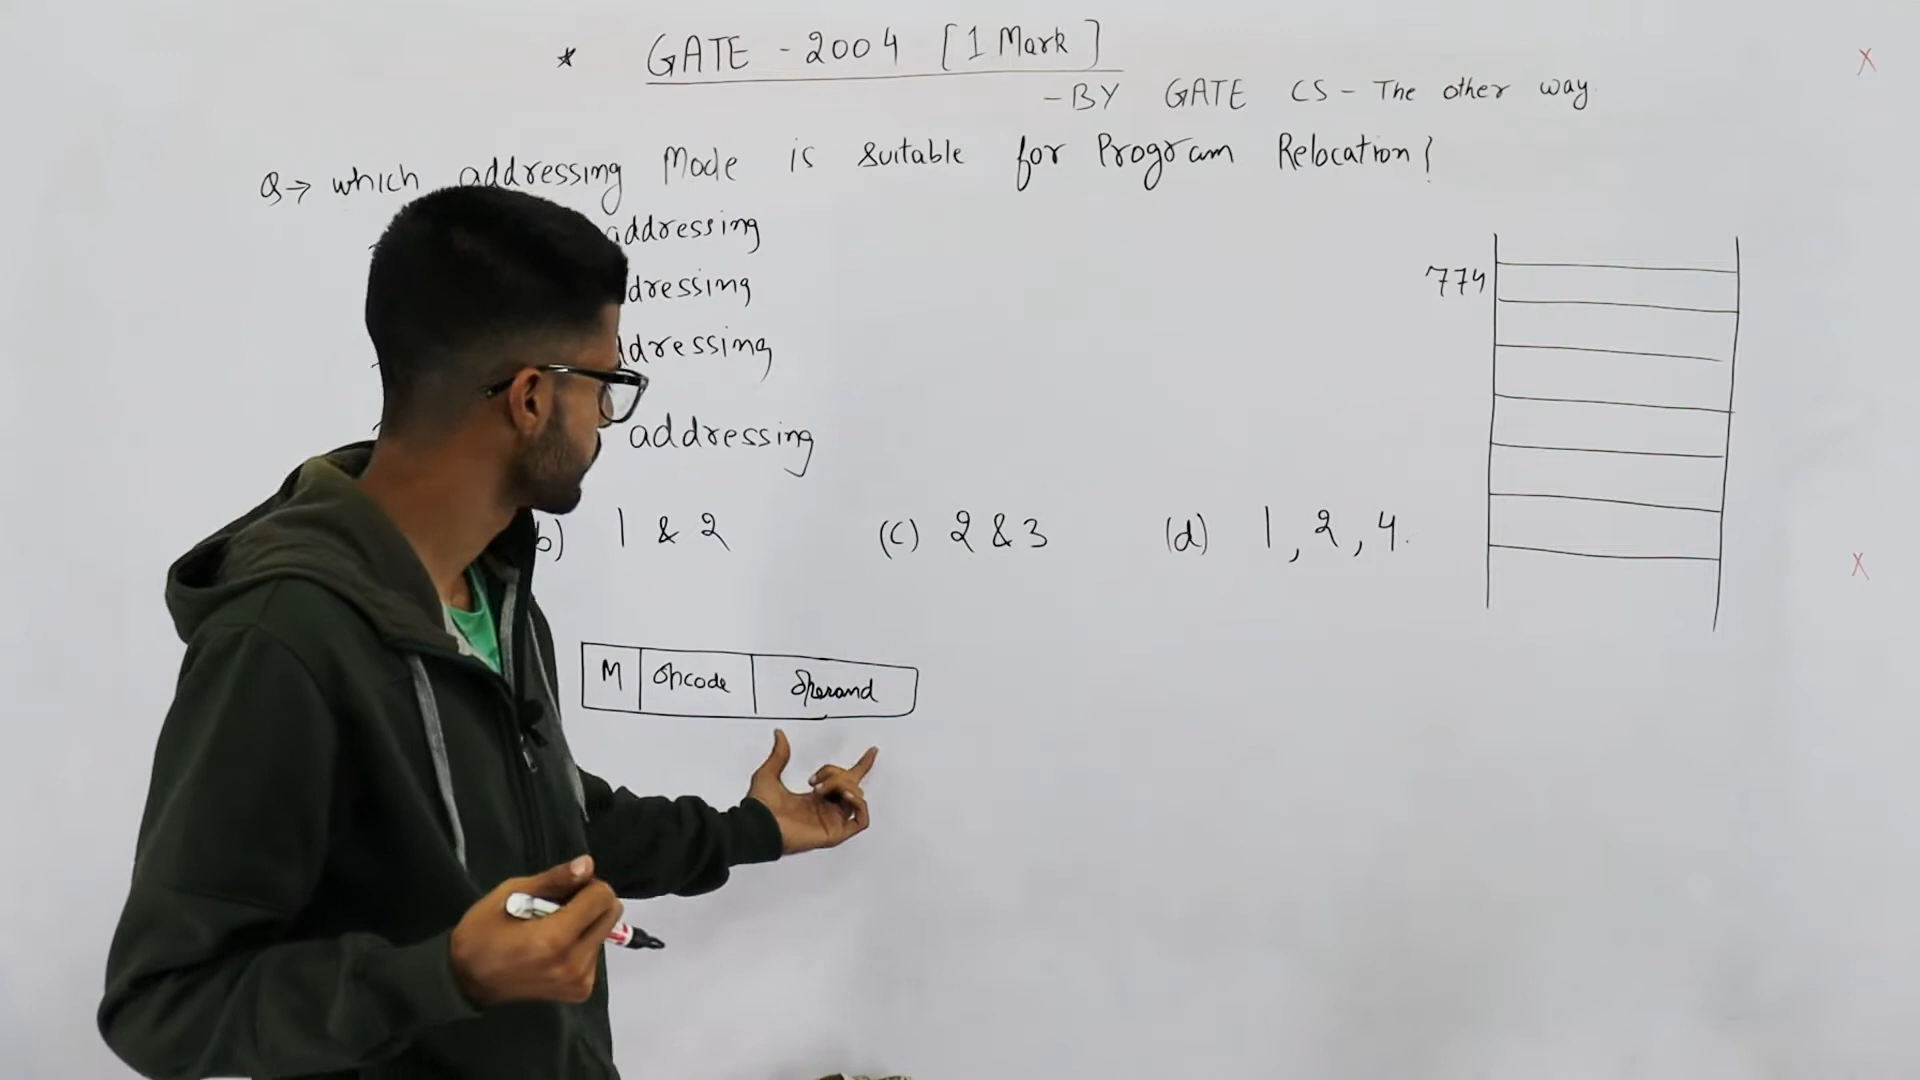 * GATE - 2004 [1 Mark]
- BY GATE CS - The other way
Q→ which addressing Mode is suitable for Program Relocation?
addressing
dressing
dressing
addressing
b) 1 & 2 (c) 2 & 3 (d) 1, 2, 4.
774
M opcode operand
X
X